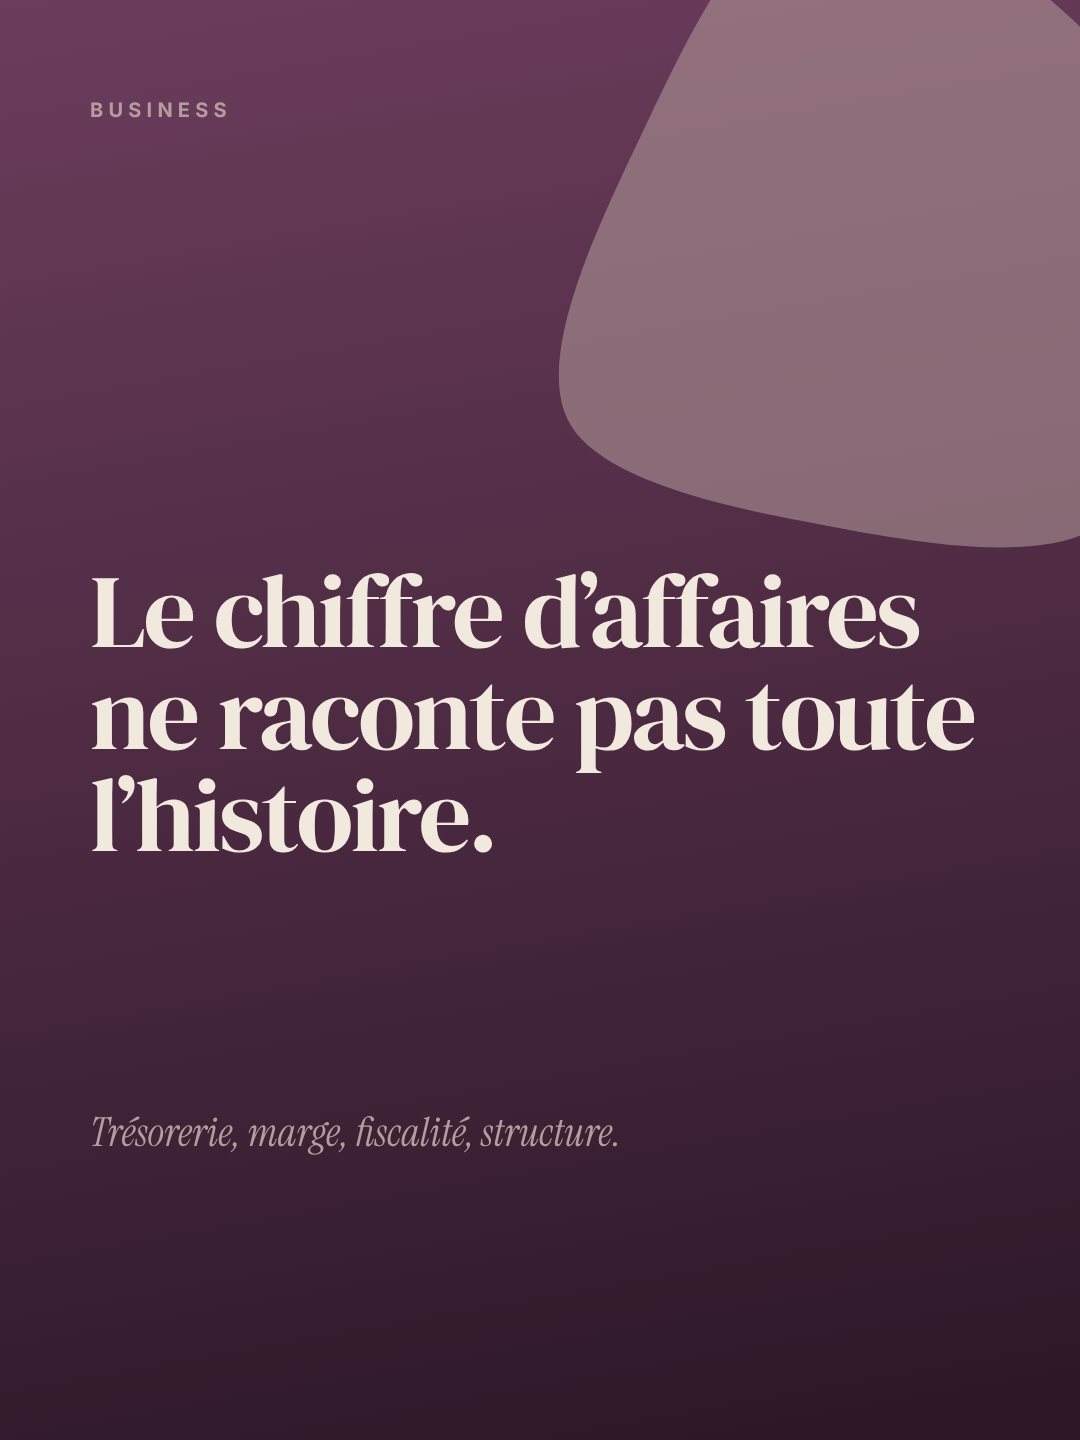 BUSINESS
Le chiffre d’affaires
ne raconte pas toute
l’histoire.
Trésorerie, marge, fiscalité, structure.